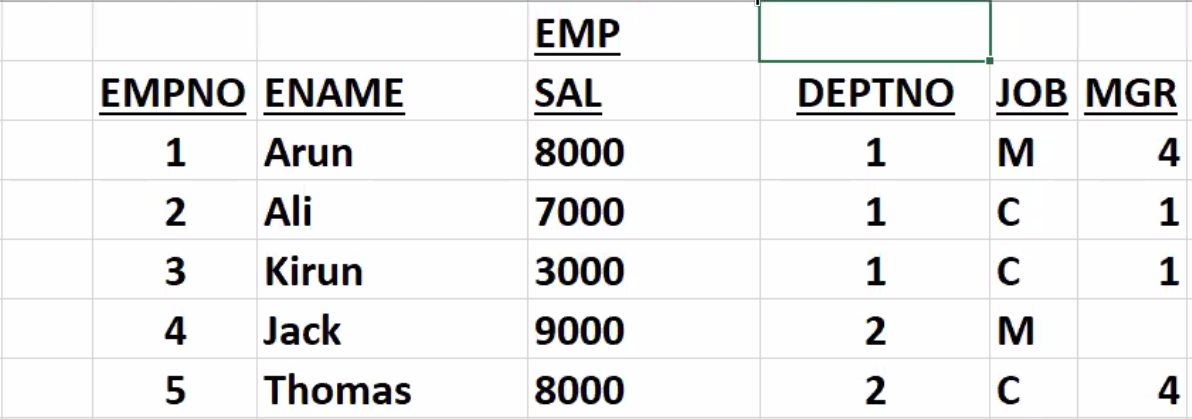 EMP
EMPNO ENAME SAL DEPTNO JOB MGR
1 Arun 8000 1 M 4
2 Ali 7000 1 C 1
3 Kirun 3000 1 C 1
4 Jack 9000 2 M
5 Thomas 8000 2 C 4